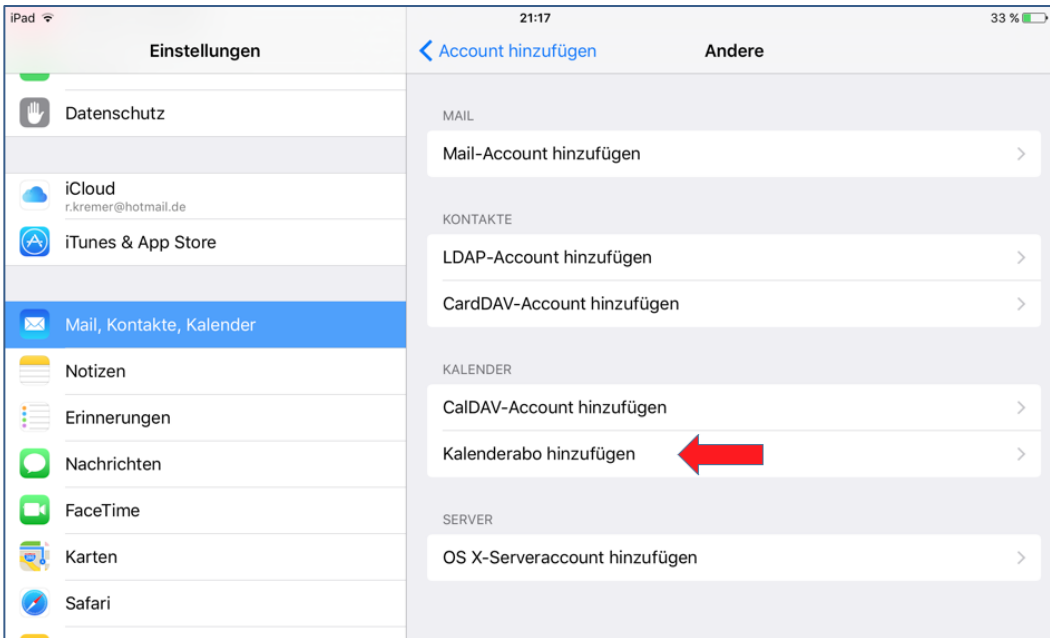 iPad 21:17 33 %
Einstellungen
Datenschutz
iCloud
r.kremer@hotmail.de
iTunes & App Store
Mail, Kontakte, Kalender
Notizen
Erinnerungen
Nachrichten
FaceTime
Karten
Safari
Account hinzufügen Andere
MAIL
Mail-Account hinzufügen
KONTAKTE
LDAP-Account hinzufügen
CardDAV-Account hinzufügen
KALENDER
CalDAV-Account hinzufügen
Kalenderabo hinzufügen
SERVER
OS X-Serveraccount hinzufügen